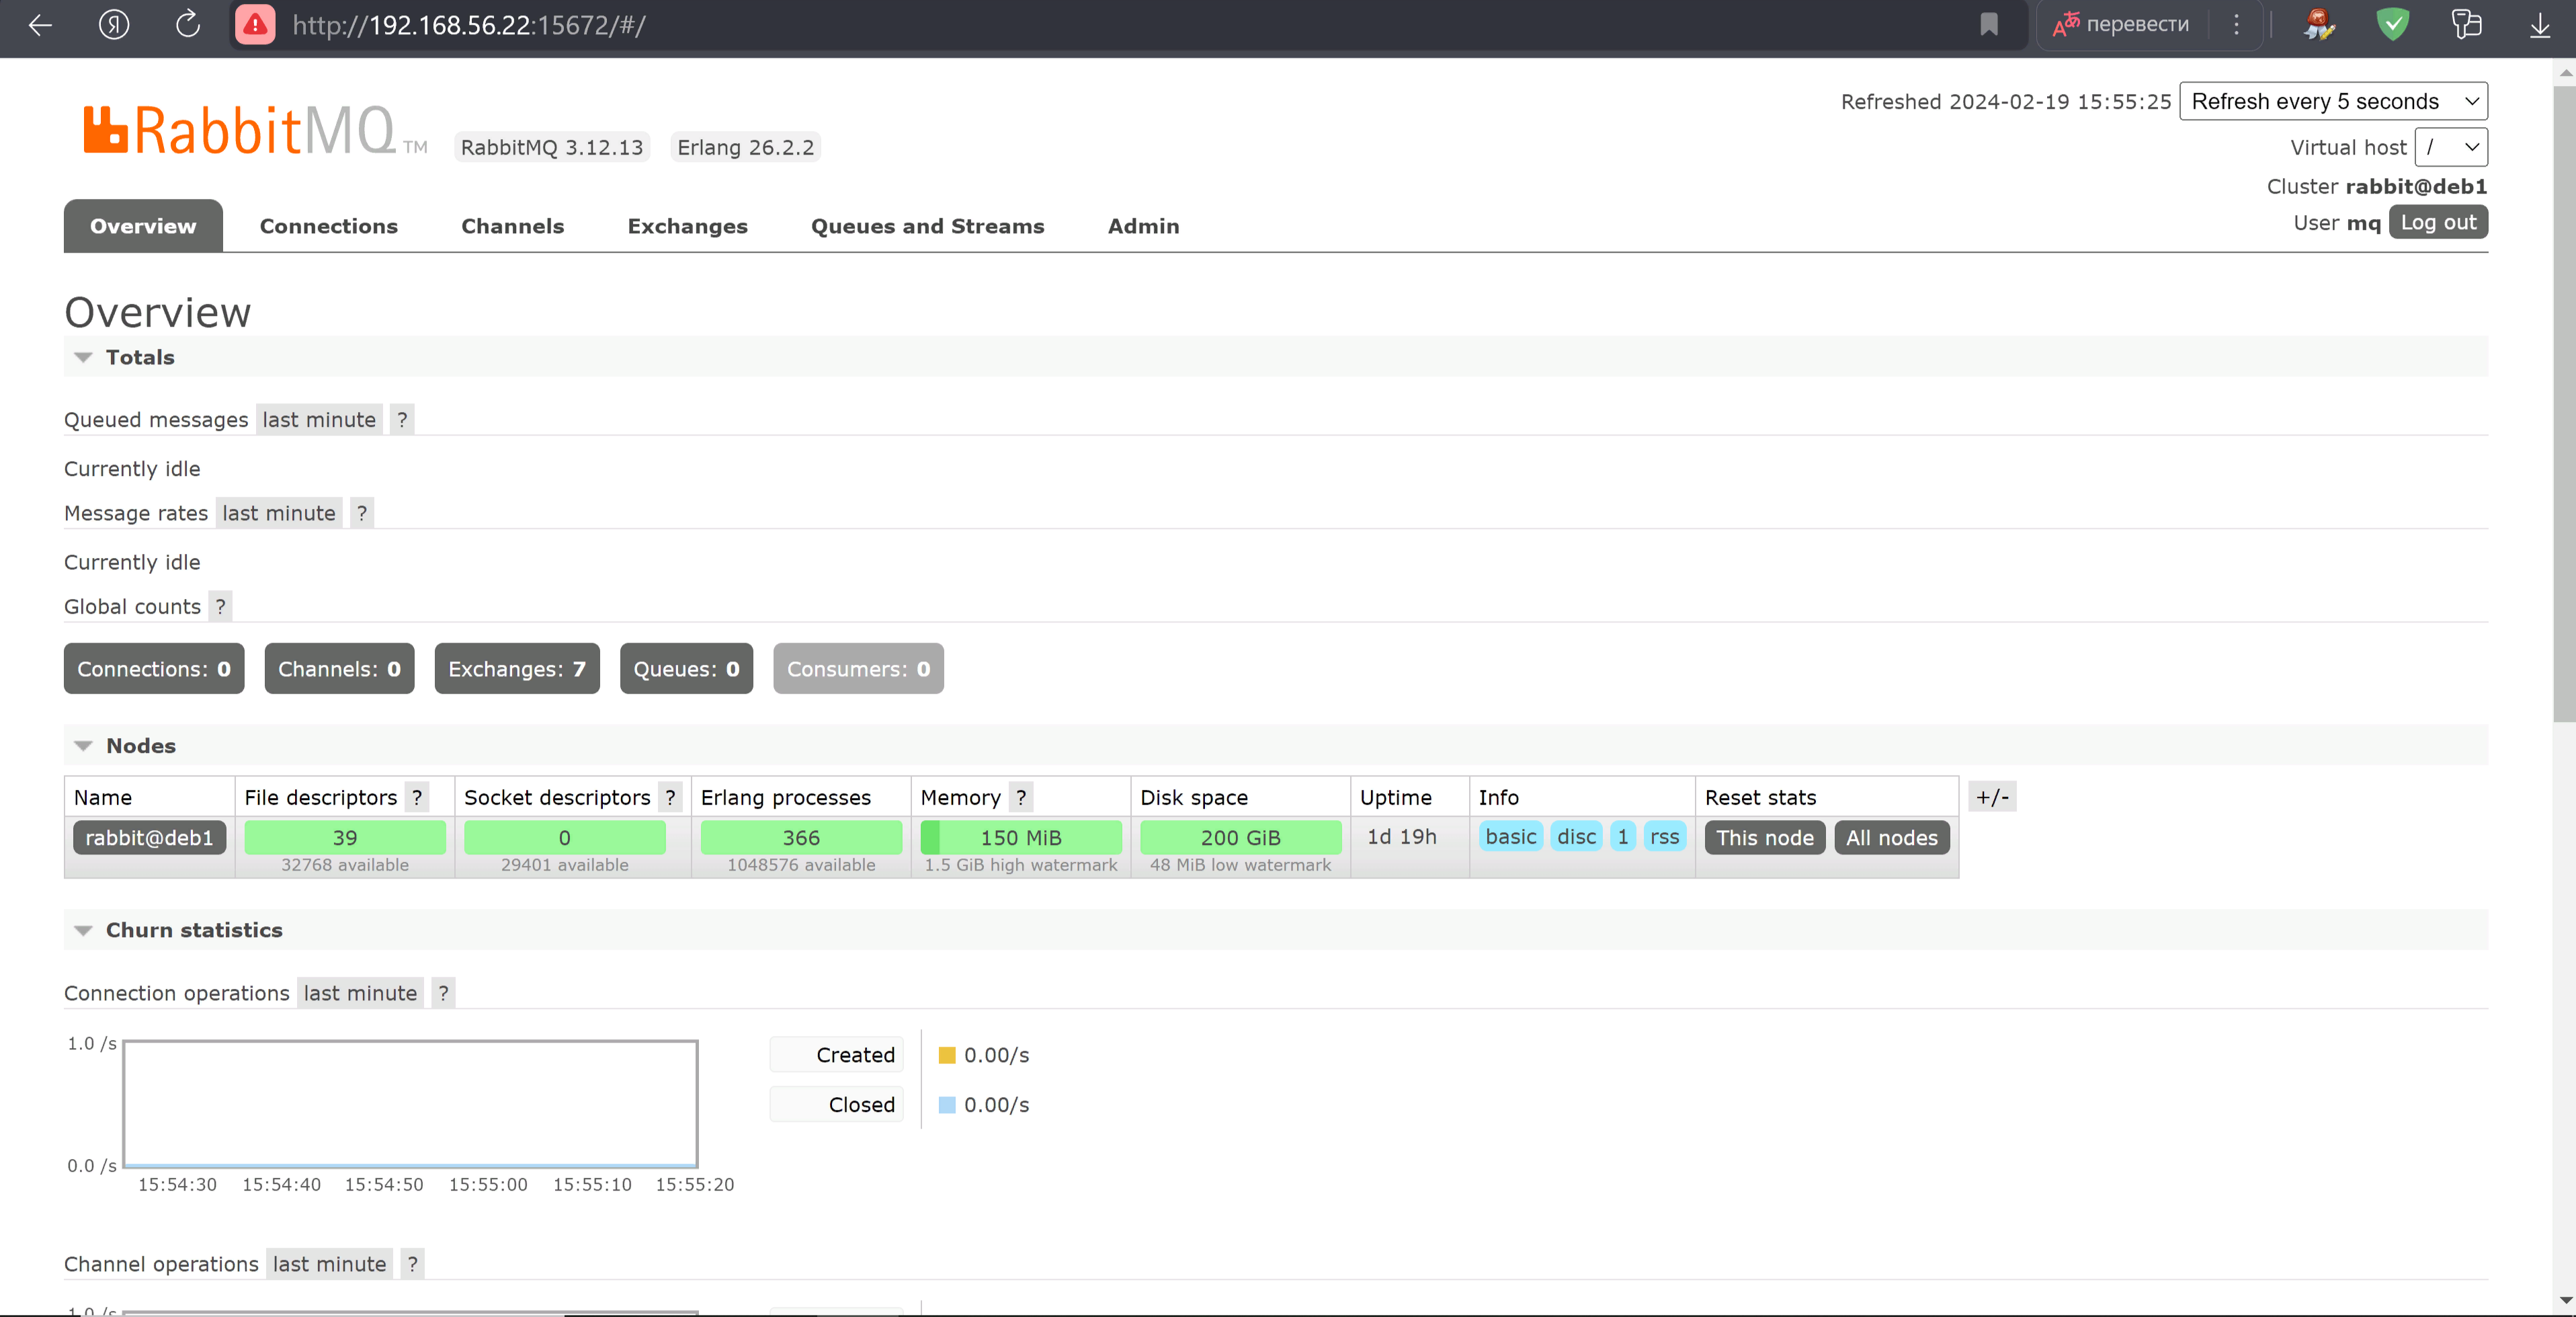 http://192.168.56.22:15672/#/ перевести
Refreshed 2024-02-19 15:55:25 Refresh every 5 seconds
RabbitMQ TM RabbitMQ 3.12.13 Erlang 26.2.2
Virtual host /
Cluster rabbit@deb1
User mq Log out
Overview Connections Channels Exchanges Queues and Streams Admin
Overview
Totals
Queued messages last minute ?
Currently idle
Message rates last minute ?
Currently idle
Global counts ?
Connections: 0 Channels: 0 Exchanges: 7 Queues: 0 Consumers: 0
Nodes
Name File descriptors ? Socket descriptors ? Erlang processes Memory ? Disk space Uptime Info Reset stats +/-
rabbit@deb1 39 0 366 150 MiB 200 GiB 1d 19h basic disc 1 rss This node All nodes
32768 available 29401 available 1048576 available 1.5 GiB high watermark 48 MiB low watermark
Churn statistics
Connection operations last minute ?
1.0 /s
Created 0.00/s
Closed 0.00/s
0.0 /s
15:54:30 15:54:40 15:54:50 15:55:00 15:55:10 15:55:20
Channel operations last minute ?
1.0 /s